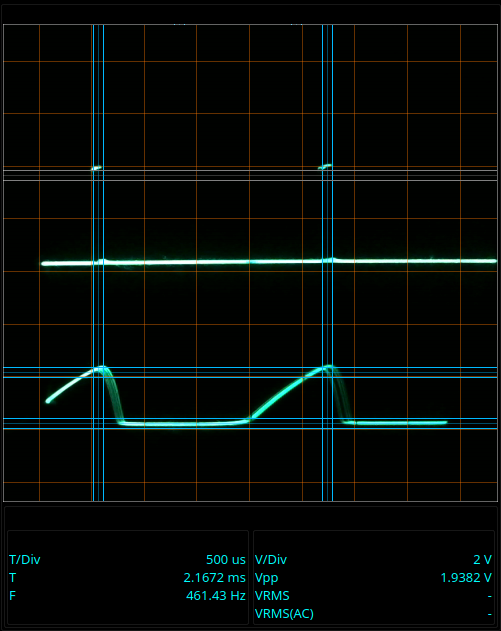 T/Div 500 us
T 2.1672 ms
F 461.43 Hz
V/Div 2 V
Vpp 1.9382 V
VRMS -
VRMS(AC) -